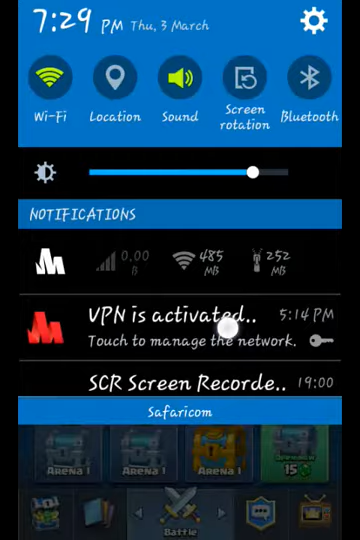 7:29 PM Thu, 3 March
Wi-Fi
Location
Sound
Screen rotation
Bluetooth
NOTIFICATIONS
0.00 B
485 MB
252 MB
VPN is activated.. 5:14 PM
Touch to manage the network.
SCR Screen Recorde.. 19:00
Safaricom
Arena 1
Arena 1
Arena 1
15
Battle